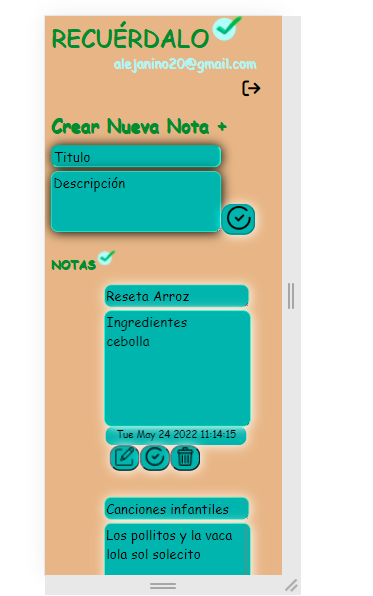 RECUÉRDALO
alejanino20@gmail.com
Crear Nueva Nota +
Titulo
Descripción
NOTAS
Reseta Arroz
Ingredientes
cebolla
Tue May 24 2022 11:14:15
Canciones infantiles
Los pollitos y la vaca
lola sol solecito